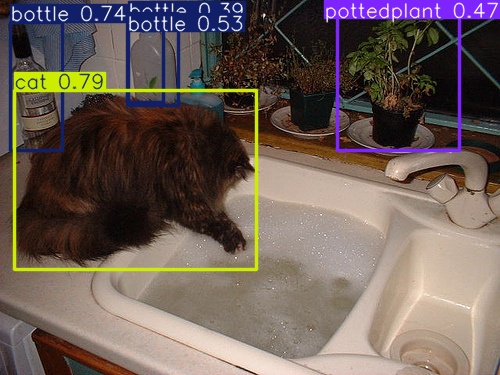 bottle 0.74
bottle 0.39
bottle 0.53
pottedplant 0.47
cat 0.79